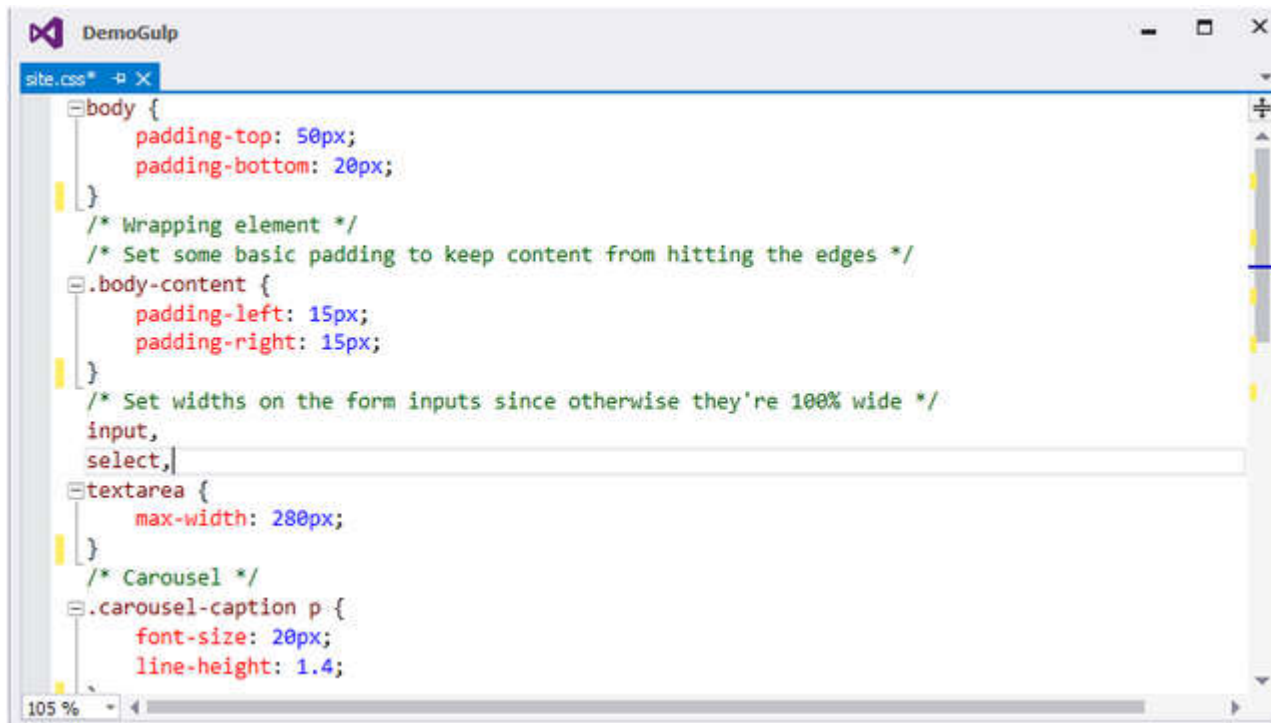 DemoGulp
site.css*
body {
    padding-top: 50px;
    padding-bottom: 20px;
}
/* Wrapping element */
/* Set some basic padding to keep content from hitting the edges */
.body-content {
    padding-left: 15px;
    padding-right: 15px;
}
/* Set widths on the form inputs since otherwise they're 100% wide */
input,
select,
textarea {
    max-width: 280px;
}
/* Carousel */
.carousel-caption p {
    font-size: 20px;
    line-height: 1.4;
105 %